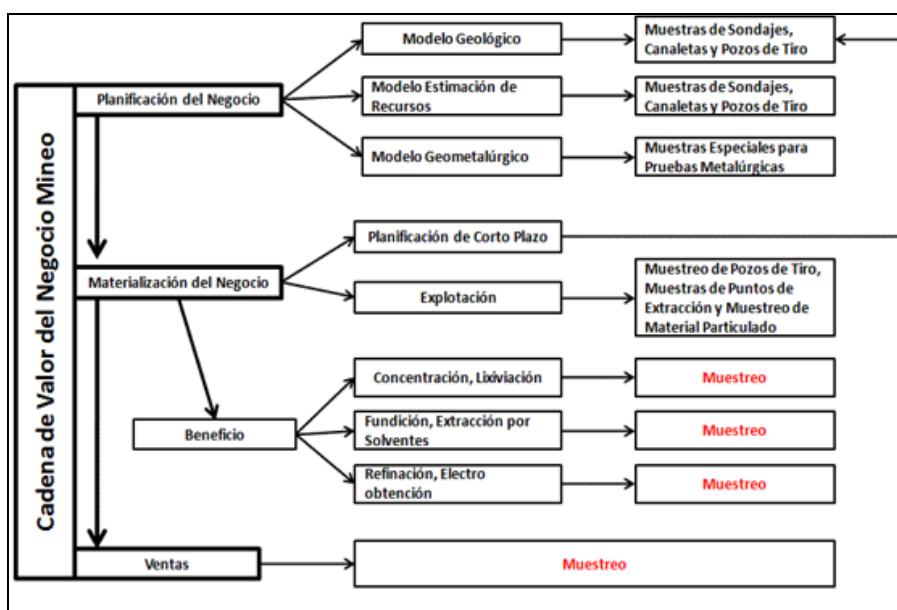 Cadena de Valor del Negocio Mineo
Planificación del Negocio
Modelo Geológico
Muestras de Sondajes,
Canaletas y Pozos de Tiro
Modelo Estimación de
Recursos
Muestras de Sondajes,
Canaletas y Pozos de Tiro
Modelo Geometalúrgico
Muestras Especiales para
Pruebas Metalúrgicas
Materialización del Negocio
Planificación de Corto Plazo
Explotación
Muestreo de Pozos de Tiro,
Muestras de Puntos de
Extracción y Muestreo de
Material Particulado
Beneficio
Concentración, Lixiviación
Muestreo
Fundición, Extracción por
Solventes
Muestreo
Refinación, Electro
obtención
Muestreo
Ventas
Muestreo